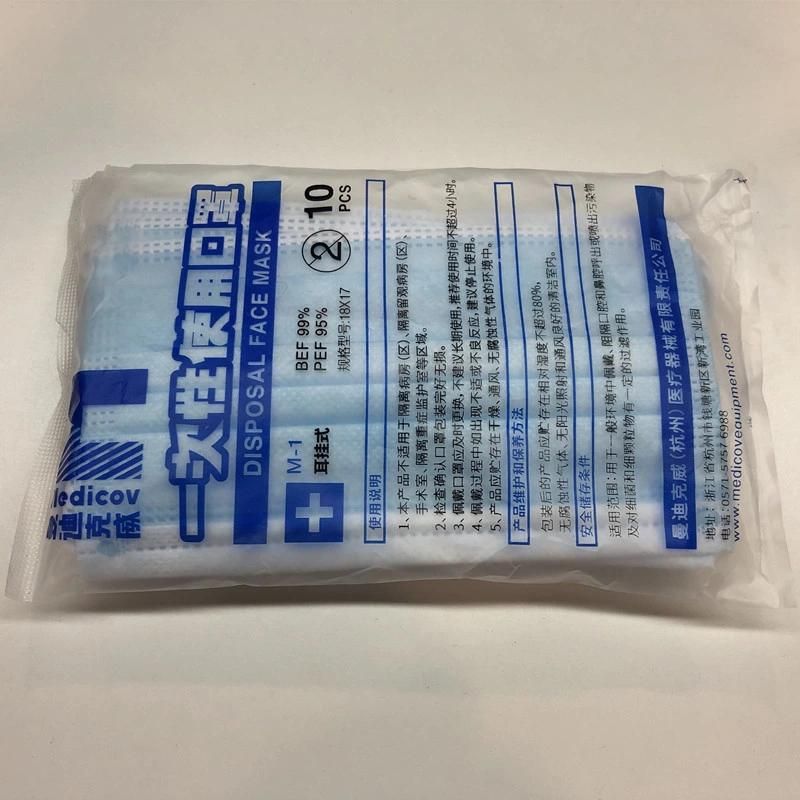 Medicov
曼迪克威
一次性使用口罩
DISPOSAL FACE MASK
M-1
耳挂式
BEF 99%
PEF 95%
规格型号:18X17
2
10
PCS
使用说明
1、本产品不适用于隔离病房(区)、隔离留观病房(区)、
手术室、隔离重症监护室等区域。
2、检查确认口罩包装完好无损。
3、佩戴口罩应及时更换,不建议长期使用,推荐使用时间不超过4小时。
4、佩戴过程中如出现不适或不良反应,建议停止使用。
5、产品应贮存在干燥、通风、无腐蚀性气体的环境中。
产品维护和保养方法
包装后的产品应贮存在相对湿度不超过80%,
无腐蚀性气体、无阳光照射和通风良好的清洁室内。
安全储存条件
适用范围:用于一般环境中佩戴、阻隔口腔和鼻腔呼出或喷出污染物
及对细菌和细颗粒物有一定的过滤作用。
曼迪克威(杭州)医疗器械有限责任公司
地址:浙江省杭州市钱塘新区新湾工业园
电话:0571-5757 6988
www.medicoveauipment.com